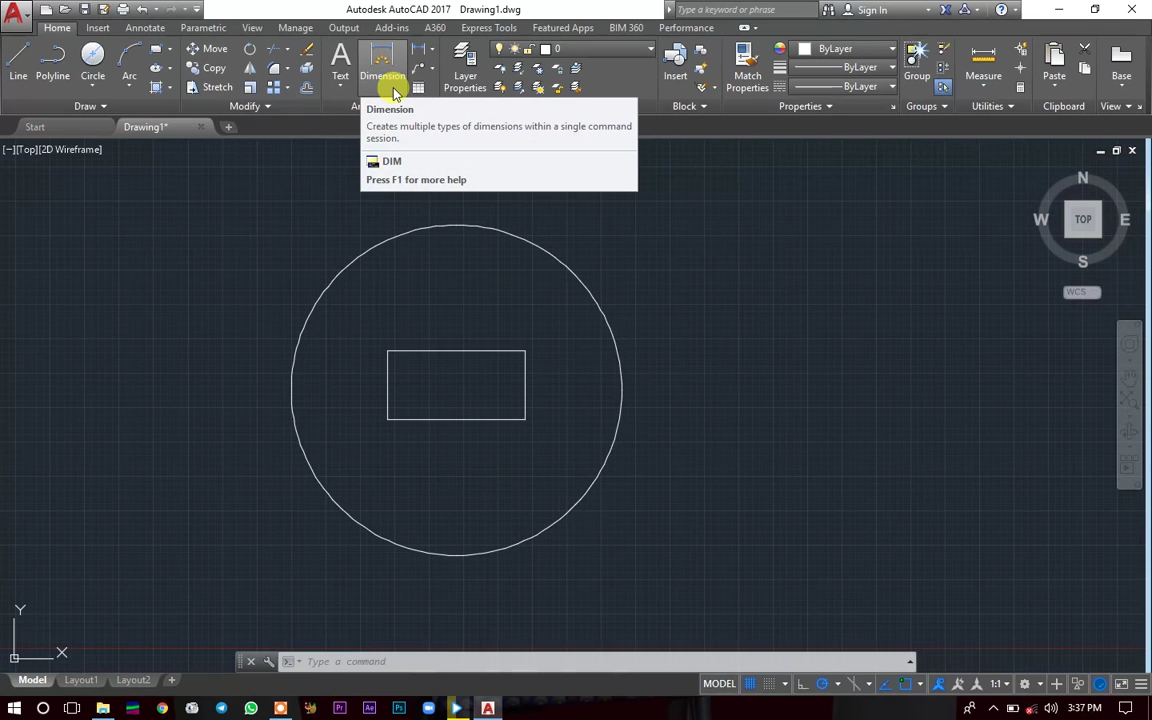 Autodesk AutoCAD 2017 Drawing1.dwg
Type a keyword or phrase
Sign In
Home Insert Annotate Parametric View Manage Output Add-ins A360 Express Tools Featured Apps BIM 360 Performance
Line Polyline Circle Arc
Move
Copy
Stretch
Text Dimension
Layer
Properties
0
Insert
Match
Properties
ByLayer
ByLayer
ByLayer
Group
Measure
Paste
Base
Draw Modify Block Properties Groups Utilities Clipboard View
Start Drawing1*
[−][Top][2D Wireframe]
Dimension
Creates multiple types of dimensions within a single command
session.
DIM
Press F1 for more help
N
W TOP E
S
WCS
Y
X
Type a command
Model Layout1 Layout2
MODEL 1:1
3:37 PM